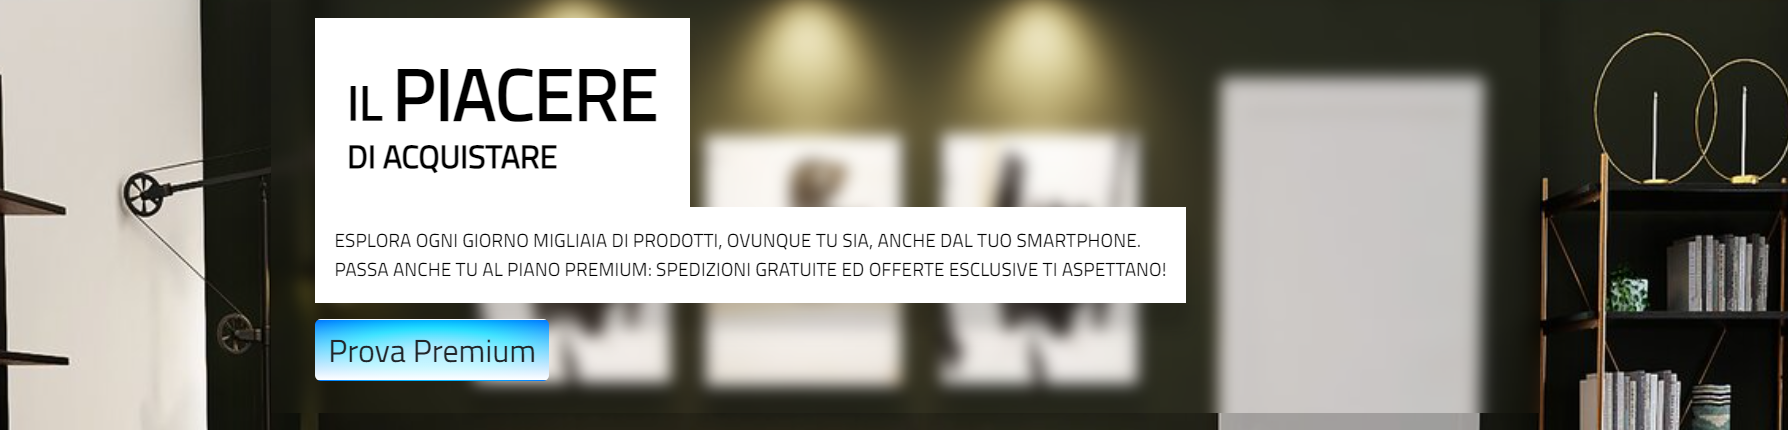 IL PIACERE
DI ACQUISTARE
ESPLORA OGNI GIORNO MIGLIAIA DI PRODOTTI, OVUNQUE TU SIA, ANCHE DAL TUO SMARTPHONE.
PASSA ANCHE TU AL PIANO PREMIUM: SPEDIZIONI GRATUITE ED OFFERTE ESCLUSIVE TI ASPETTANO!
Prova Premium